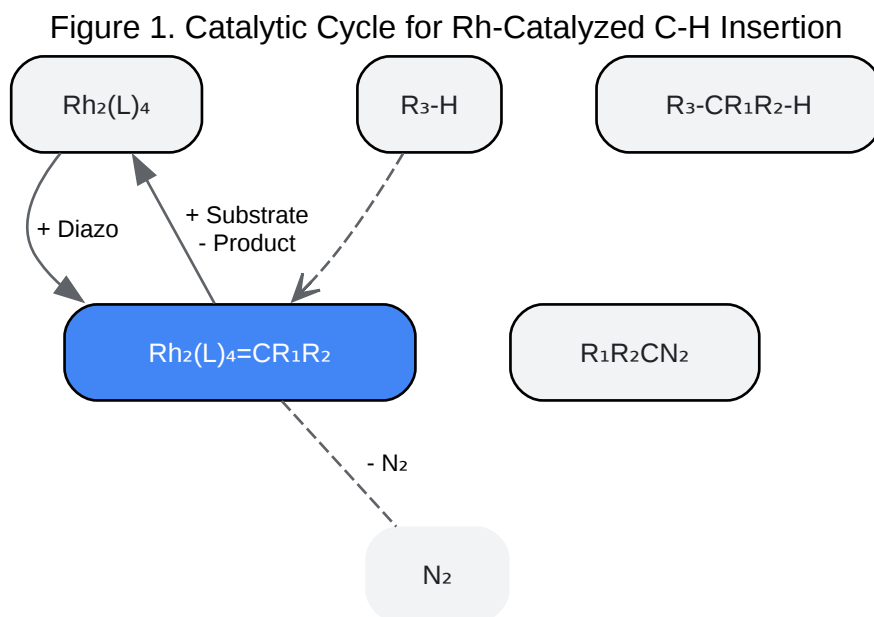 Figure 1. Catalytic Cycle for Rh-Catalyzed C-H Insertion
Rh₂(L)₄
R₃-H
R₃-CR₁R₂-H
+ Diazo
+ Substrate
- Product
Rh₂(L)₄=CR₁R₂
R₁R₂CN₂
- N₂
N₂